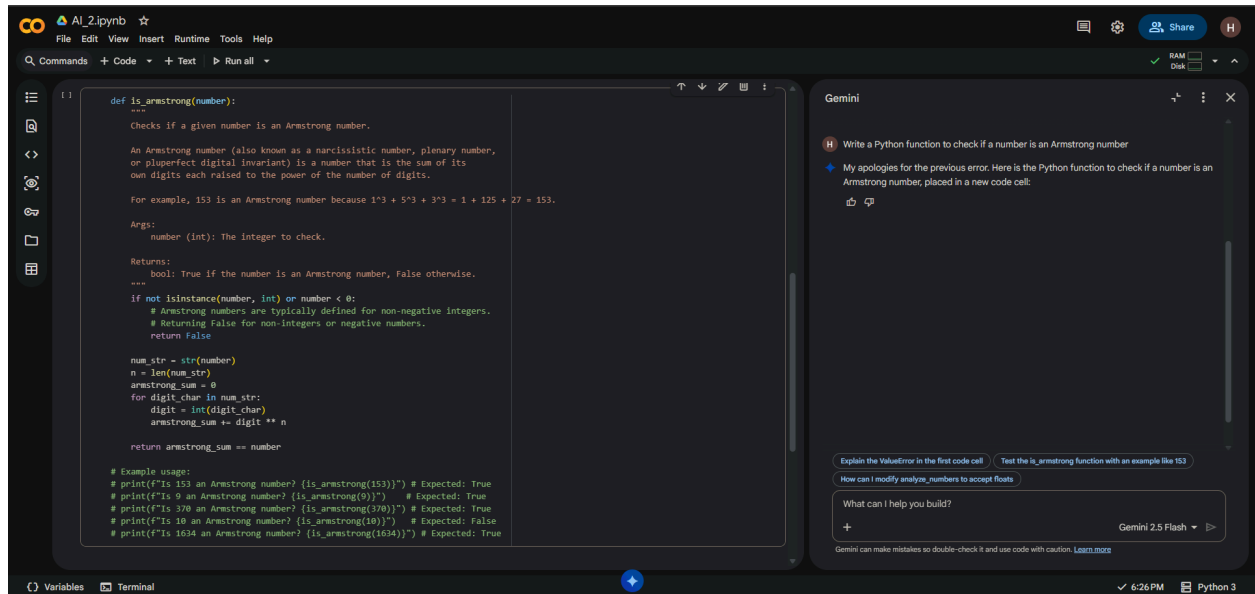 AI_2.ipynb
File Edit View Insert Runtime Tools Help
Share
H
Commands + Code + Text Run all
RAM
Disk
[ ]
def is_armstrong(number):
"""
Checks if a given number is an Armstrong number.
An Armstrong number (also known as a narcissistic number, plenary number,
or pluperfect digital invariant) is a number that is the sum of its
own digits each raised to the power of the number of digits.
For example, 153 is an Armstrong number because 1^3 + 5^3 + 3^3 = 1 + 125 + 27 = 153.
Args:
number (int): The integer to check.
Returns:
bool: True if the number is an Armstrong number, False otherwise.
"""
if not isinstance(number, int) or number < 0:
# Armstrong numbers are typically defined for non-negative integers.
# Returning False for non-integers or negative numbers.
return False
num_str = str(number)
n = len(num_str)
armstrong_sum = 0
for digit_char in num_str:
digit = int(digit_char)
armstrong_sum += digit ** n
return armstrong_sum == number
# Example usage:
# print(f"Is 153 an Armstrong number? {is_armstrong(153)}") # Expected: True
# print(f"Is 9 an Armstrong number? {is_armstrong(9)}") # Expected: True
# print(f"Is 370 an Armstrong number? {is_armstrong(370)}") # Expected: True
# print(f"Is 10 an Armstrong number? {is_armstrong(10)}") # Expected: False
# print(f"Is 1634 an Armstrong number? {is_armstrong(1634)}") # Expected: True
Gemini
H Write a Python function to check if a number is an Armstrong number
My apologies for the previous error. Here is the Python function to check if a number is an
Armstrong number, placed in a new code cell:
Explain the ValueError in the first code cell
Test the is_armstrong function with an example like 153
How can I modify analyze_numbers to accept floats
What can I help you build?
+ Gemini 2.5 Flash
Gemini can make mistakes so double-check it and use code with caution. Learn more
{} Variables Terminal
6:26 PM Python 3